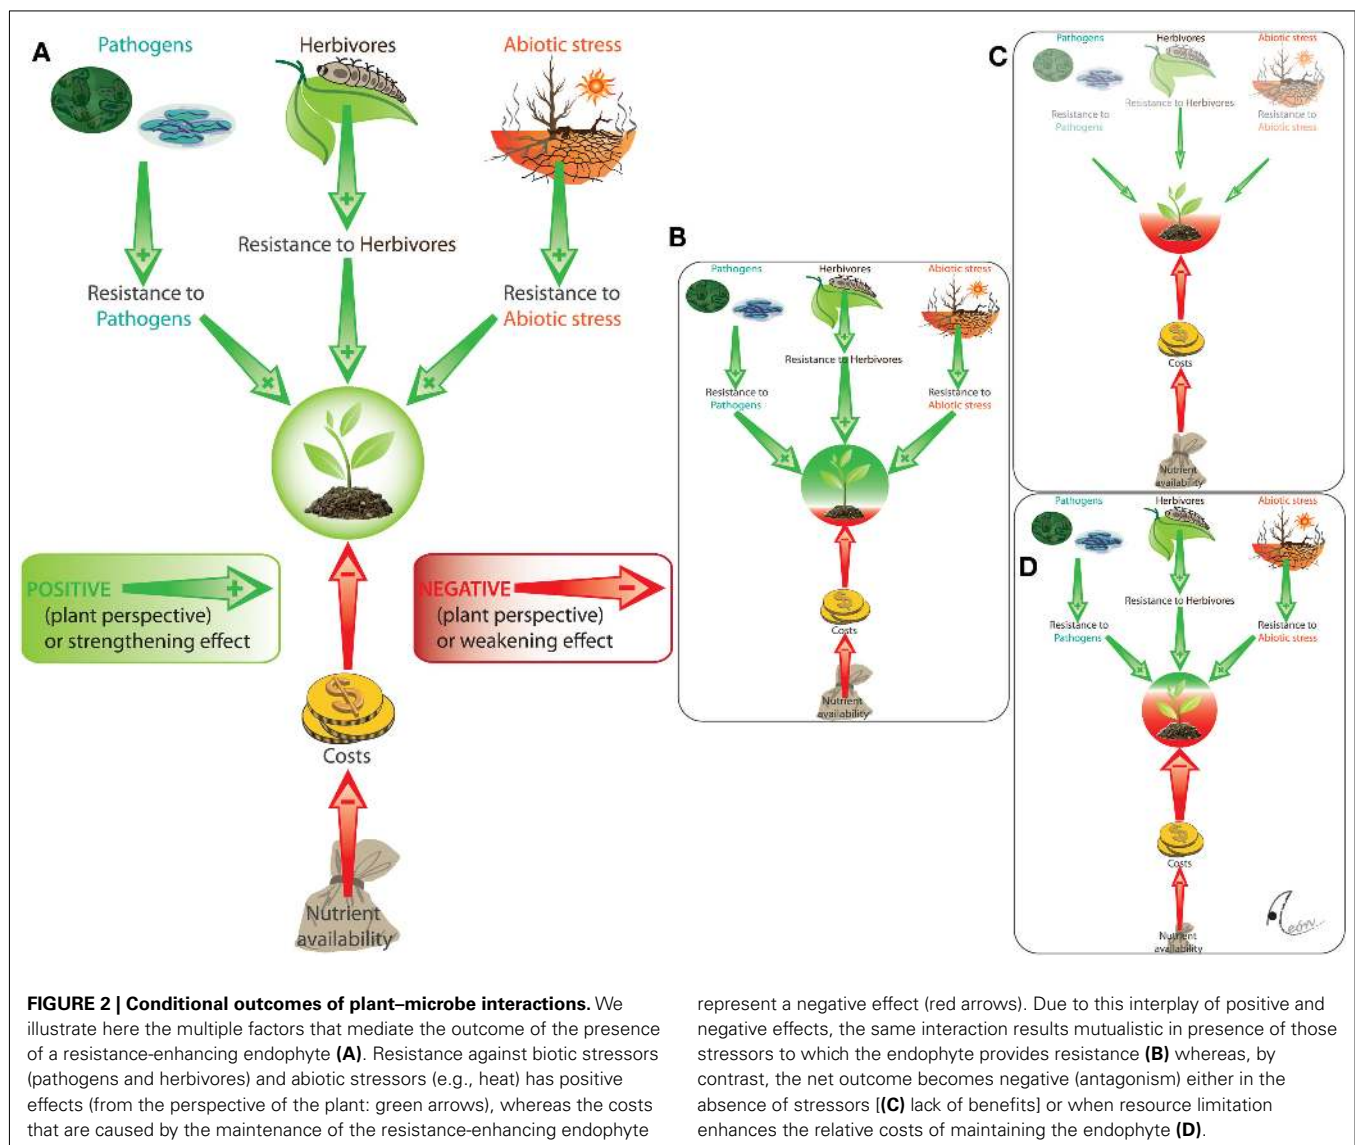 A
Pathogens
Herbivores
Abiotic stress
Resistance to Herbivores
Resistance to
Pathogens
Resistance to
Abiotic stress
POSITIVE
(plant perspective)
or strengthening effect
NEGATIVE
(plant perspective)
or weakening effect
$
Costs
Nutrient
availability
B
Pathogens
Herbivores
Abiotic stress
Resistance to Herbivores
Resistance to
Pathogens
Resistance to
Abiotic stress
$
Costs
Nutrient
availability
C
Pathogens
Herbivores
Abiotic stress
Resistance to Herbivores
Resistance to
Pathogens
Resistance to
Abiotic stress
$
Costs
Nutrient
availability
D
Pathogens
Herbivores
Abiotic stress
Resistance to Herbivores
Resistance to
Pathogens
Resistance to
Abiotic stress
$
Costs
Nutrient
availability
FIGURE 2 | Conditional outcomes of plant–microbe interactions. We
illustrate here the multiple factors that mediate the outcome of the presence
of a resistance-enhancing endophyte (A). Resistance against biotic stressors
(pathogens and herbivores) and abiotic stressors (e.g., heat) has positive
effects (from the perspective of the plant: green arrows), whereas the costs
that are caused by the maintenance of the resistance-enhancing endophyte
represent a negative effect (red arrows). Due to this interplay of positive and
negative effects, the same interaction results mutualistic in presence of those
stressors to which the endophyte provides resistance (B) whereas, by
contrast, the net outcome becomes negative (antagonism) either in the
absence of stressors [(C) lack of benefits] or when resource limitation
enhances the relative costs of maintaining the endophyte (D).